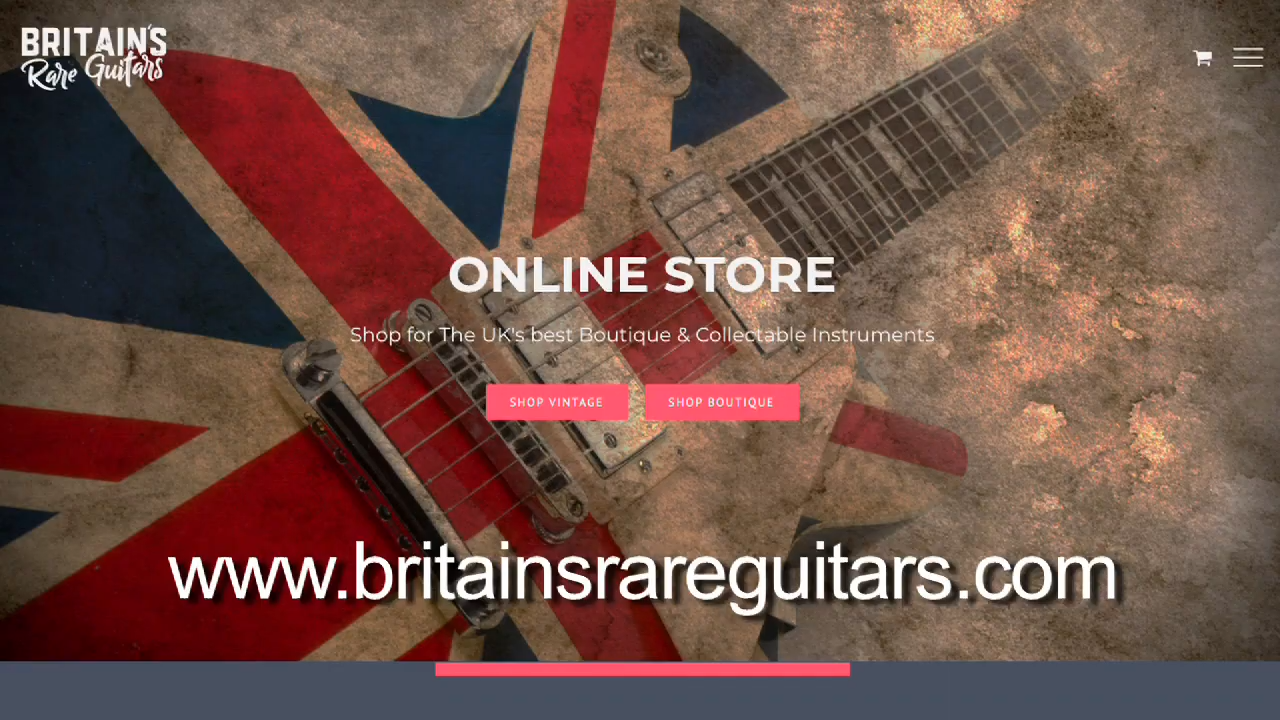 BRITAIN'S
Rare Guitars
ONLINE STORE
Shop for The UK's best Boutique & Collectable Instruments
SHOP VINTAGE
SHOP BOUTIQUE
www.britainsrareguitars.com